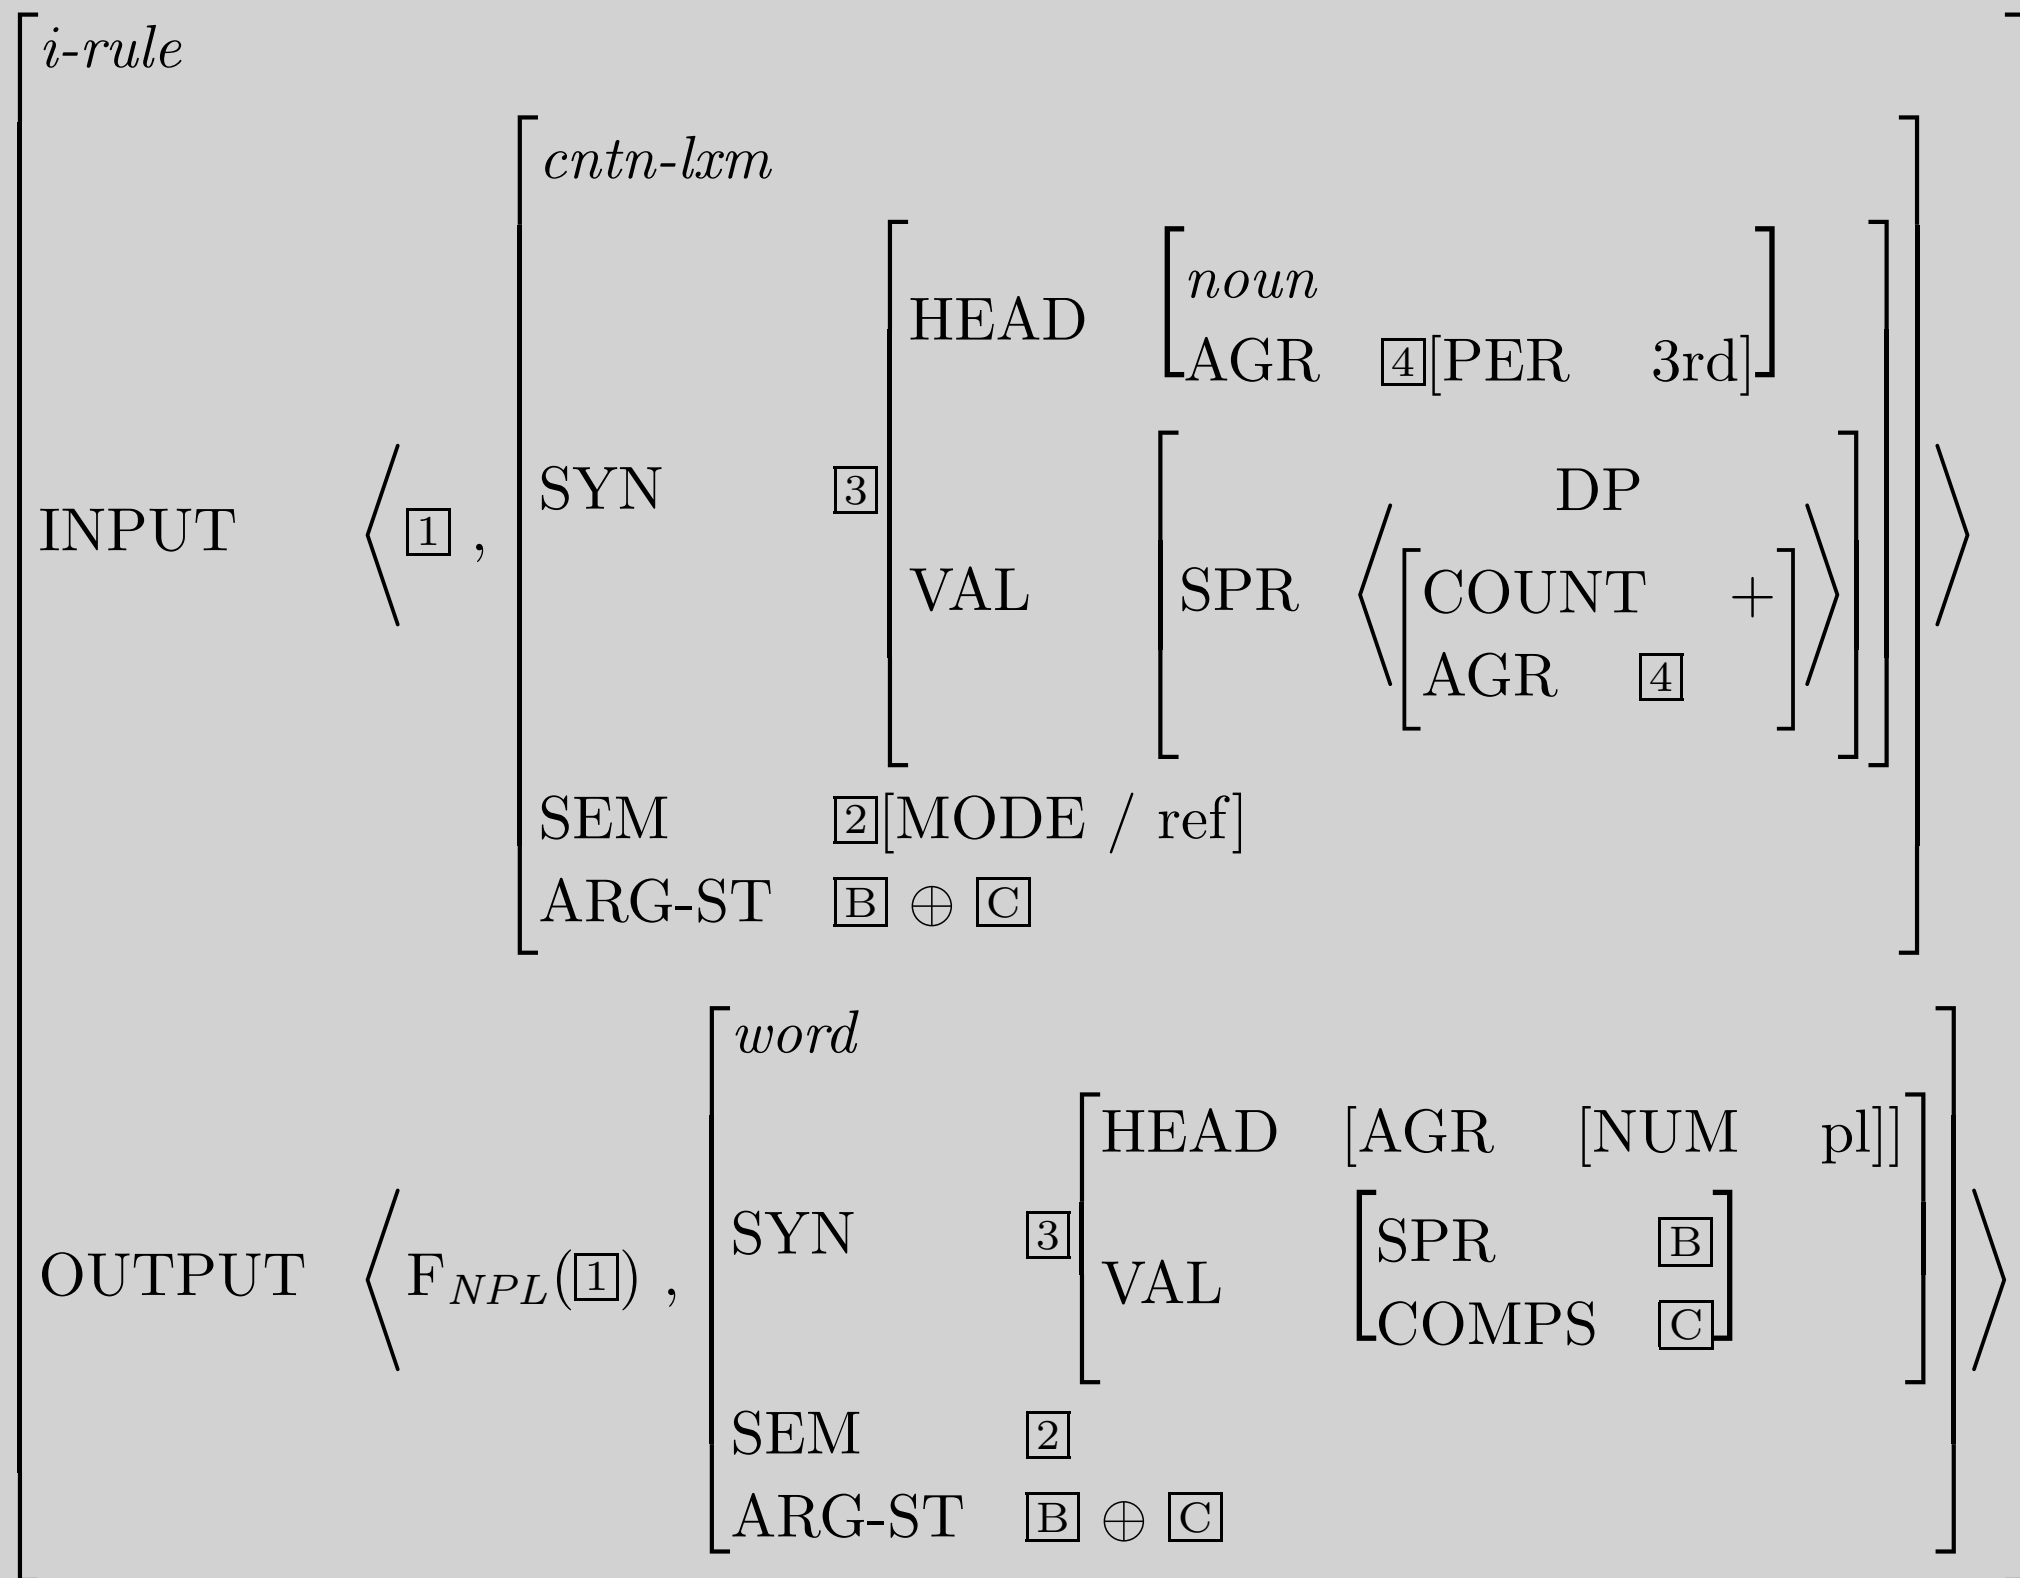 i-rule
cntn-lxm
noun
HEAD
AGR 4[PER 3rd]
SYN 3
DP
INPUT ⟨1 ,
VAL SPR ⟨[COUNT +]⟩
AGR 4
SEM 2[MODE / ref]
ARG-ST B ⊕ C
word
HEAD [AGR [NUM pl]]
SYN 3
SPR B
OUTPUT ⟨F_NPL(1) ,
VAL
COMPS C
SEM 2
ARG-ST B ⊕ C